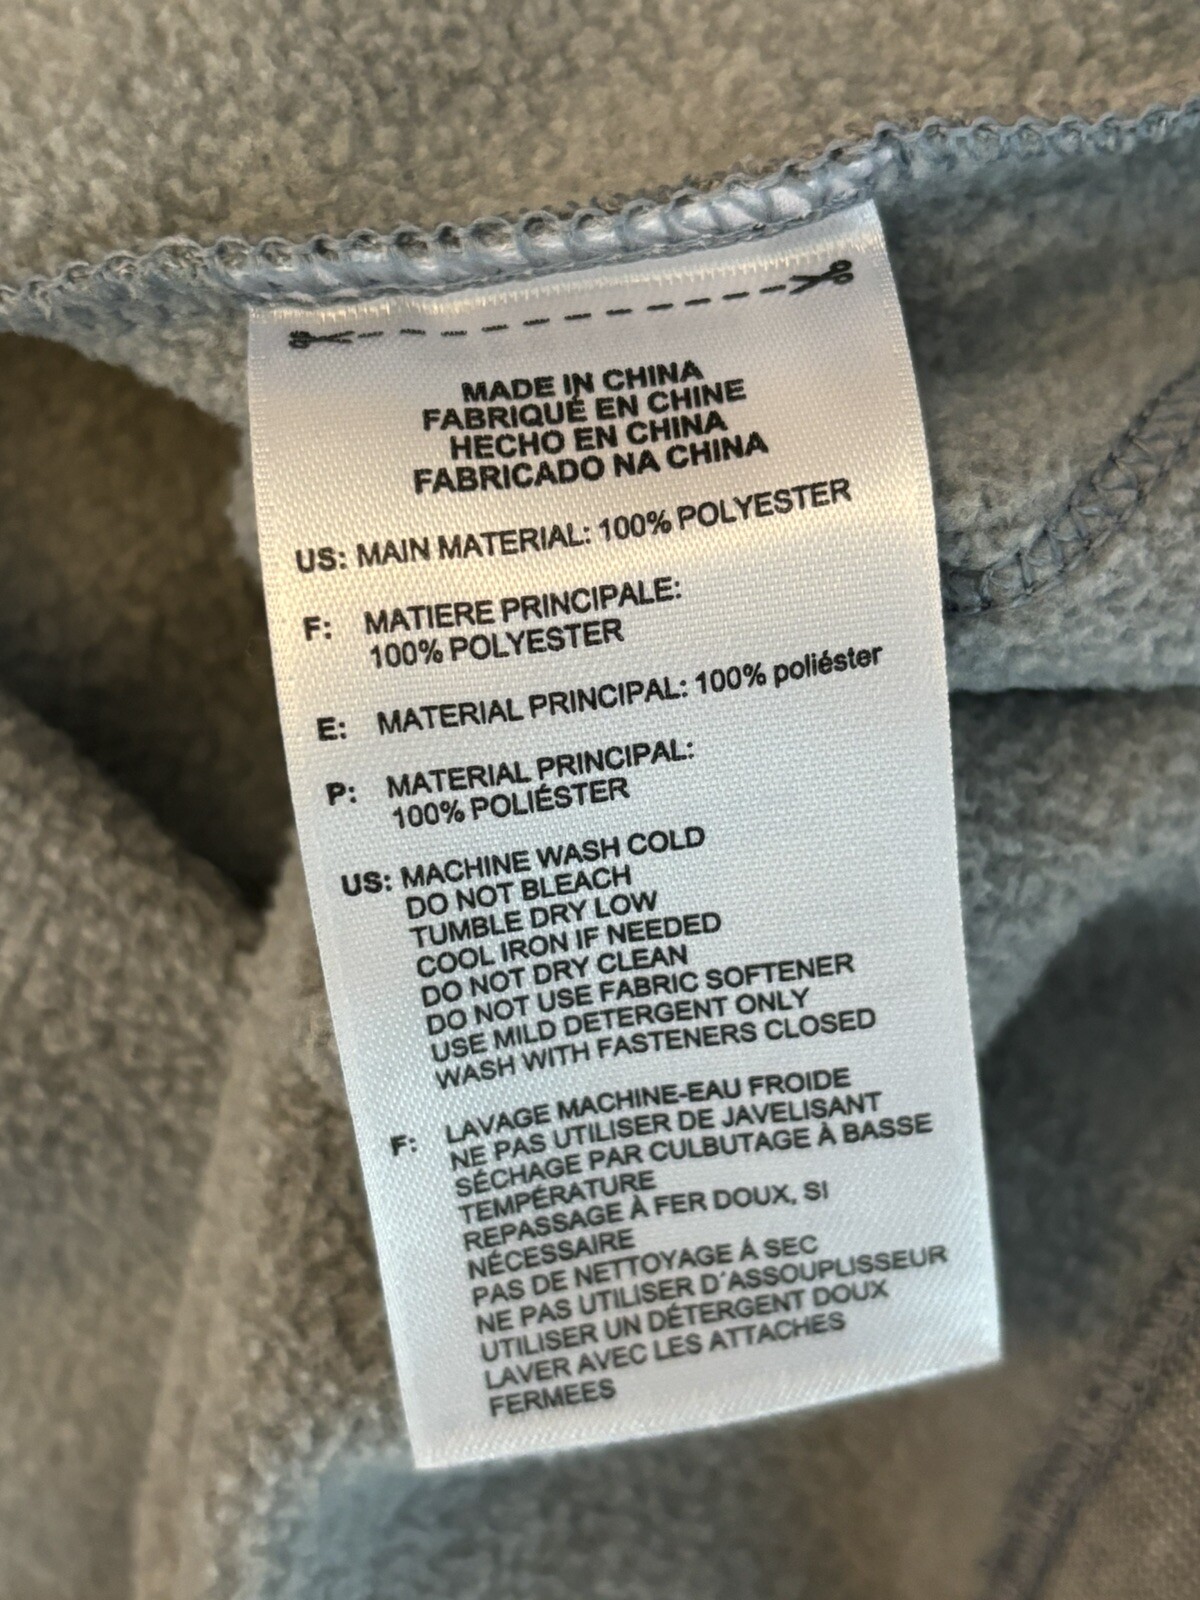 MADE IN CHINA
FABRIQUÉ EN CHINE
HECHO EN CHINA
FABRICADO NA CHINA
US: MAIN MATERIAL: 100% POLYESTER
F: MATIERE PRINCIPALE:
100% POLYESTER
E: MATERIAL PRINCIPAL: 100% poliéster
P: MATERIAL PRINCIPAL:
100% POLIÉSTER
US: MACHINE WASH COLD
DO NOT BLEACH
TUMBLE DRY LOW
COOL IRON IF NEEDED
DO NOT DRY CLEAN
DO NOT USE FABRIC SOFTENER
USE MILD DETERGENT ONLY
WASH WITH FASTENERS CLOSED
F: LAVAGE MACHINE-EAU FROIDE
NE PAS UTILISER DE JAVELISANT
SÉCHAGE PAR CULBUTAGE À BASSE
TEMPÉRATURE
REPASSAGE À FER DOUX, SI
NÉCESSAIRE
PAS DE NETTOYAGE À SEC
NE PAS UTILISER D'ASSOUPLISSEUR
UTILISER UN DÉTERGENT DOUX
LAVER AVEC LES ATTACHES
FERMEES